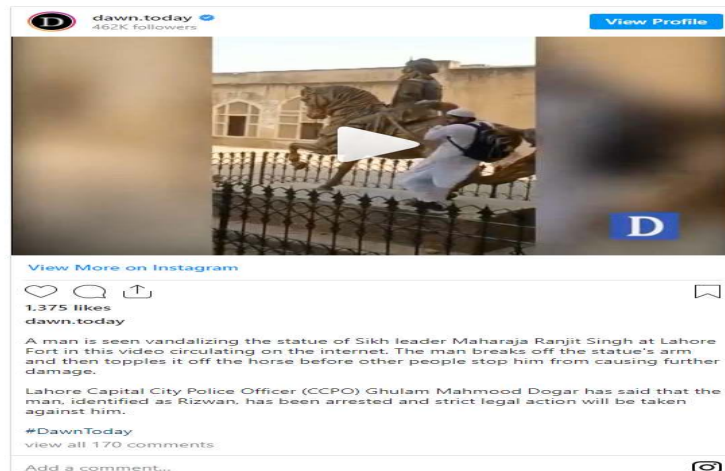 D
dawn.today
462K followers
View Profile
D
View More on Instagram
1,375 likes
dawn.today
A man is seen vandalizing the statue of Sikh leader Maharaja Ranjit Singh at Lahore
Fort in this video circulating on the internet. The man breaks off the statue's arm
and then topples it off the horse before other people stop him from causing further
damage.
Lahore Capital City Police Officer (CCPO) Ghulam Mahmood Dogar has said that the
man, identified as Rizwan, has been arrested and strict legal action will be taken
against him.
#DawnToday
view all 170 comments
Add a comment...